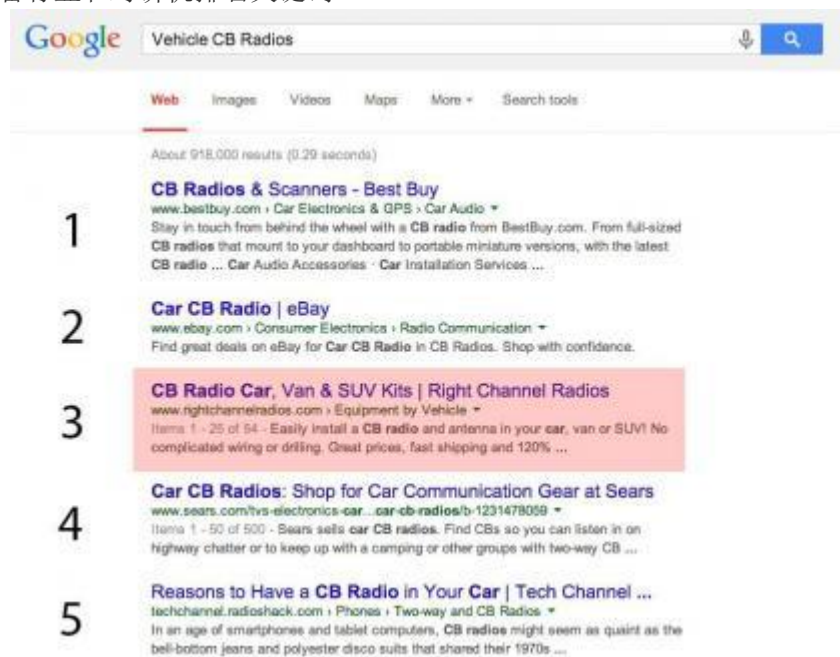 Google Vehicle CB Radios
Web Images Videos Maps More Search tools
About 918,000 results (0.29 seconds)
1
CB Radios & Scanners - Best Buy
www.bestbuy.com › Car Electronics & GPS › Car Audio
Stay in touch from behind the wheel with a CB radio from BestBuy.com. From full-sized
CB radios that mount to your dashboard to portable miniature versions, with the latest
CB radio ... Car Audio Accessories · Car Installation Services ...
2
Car CB Radio | eBay
www.ebay.com › Consumer Electronics › Radio Communication
Find great deals on eBay for Car CB Radio in CB Radios. Shop with confidence.
3
CB Radio Car, Van & SUV Kits | Right Channel Radios
www.rightchannelradios.com › Equipment by Vehicle
Items 1 - 25 of 54 - Easily install a CB radio and antenna in your car, van or SUV! No
complicated wiring or drilling. Great prices, fast shipping and 120% ...
4
Car CB Radios: Shop for Car Communication Gear at Sears
www.sears.com/tvs-electronics-car...car-cb-radios/b-1231478059
Items 1 - 50 of 500 - Sears sells car CB radios. Find CBs so you can listen in on
highway chatter or to keep up with a camping or other groups with two-way CB ...
5
Reasons to Have a CB Radio in Your Car | Tech Channel ...
techchannel.radioshack.com › Phones › Two-way and CB Radios
In an age of smartphones and tablet computers, CB radios might seem as quaint as the
bell-bottom jeans and polyester disco suits that shared their 1970s ...